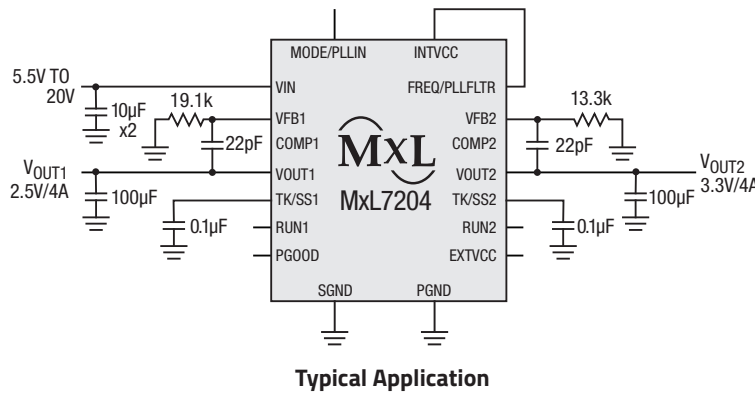 MODE/PLLIN
INTVCC
5.5V TO
20V
VIN
FREQ/PLLFLTR
10µF
x2
19.1k
VFB1
VFB2
13.3k
22pF
COMP1
MXL
COMP2
22pF
VOUT1
2.5V/4A
VOUT1
VOUT2
VOUT2
3.3V/4A
100µF
TK/SS1
MxL7204
TK/SS2
100µF
0.1µF
RUN1
RUN2
0.1µF
PGOOD
EXTVCC
SGND
PGND
Typical Application